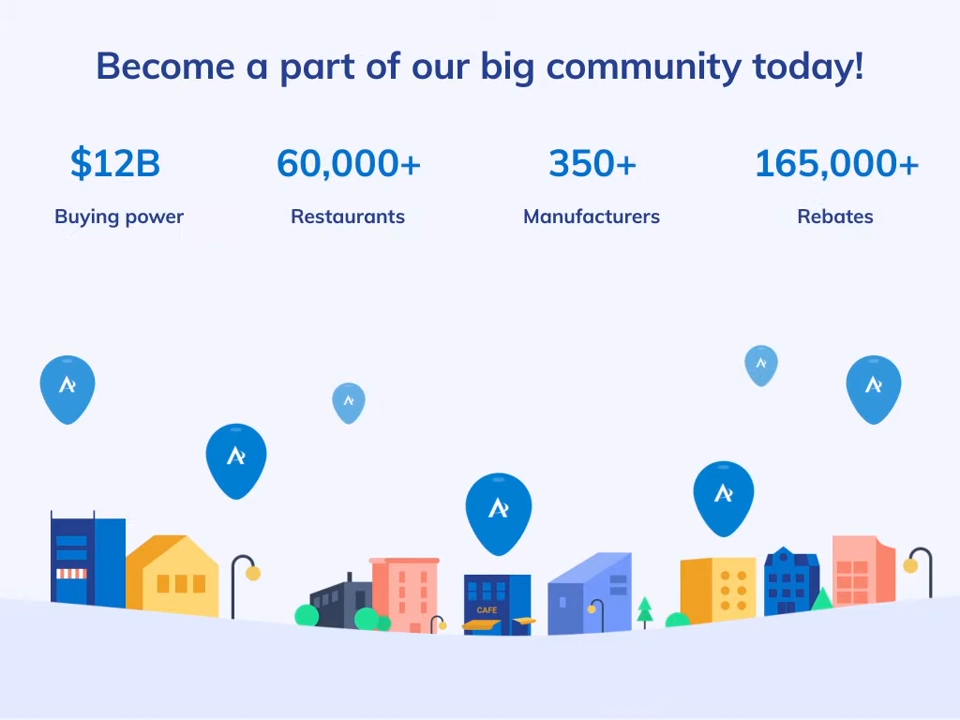 Become a part of our big community today!
$12B
60,000+
350+
165,000+
Buying power
Restaurants
Manufacturers
Rebates
CAFE